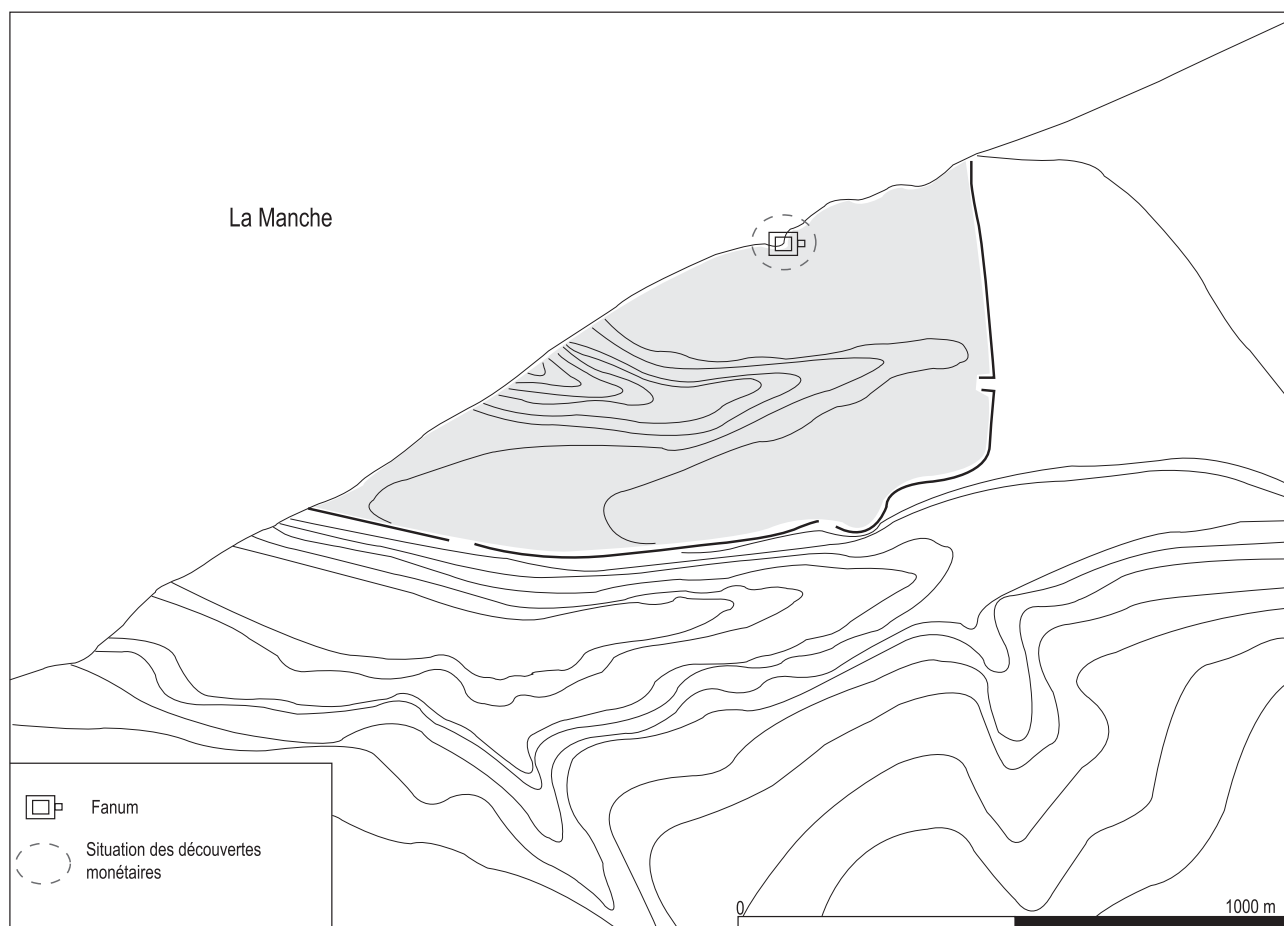 La Manche
Fanum
Situation des découvertes
monétaires
0
1000 m